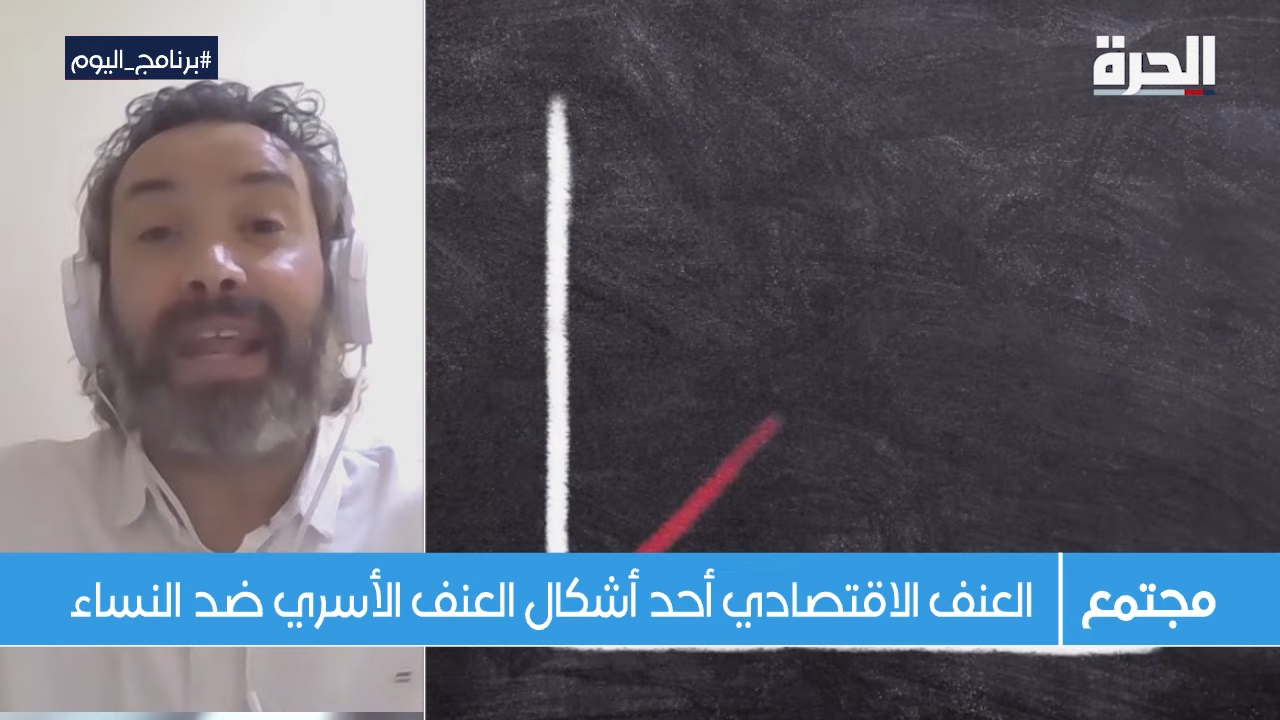 #برنامج_اليوم
الحرة
مجتمع
العنف الاقتصادي أحد أشكال العنف الأسري ضد النساء